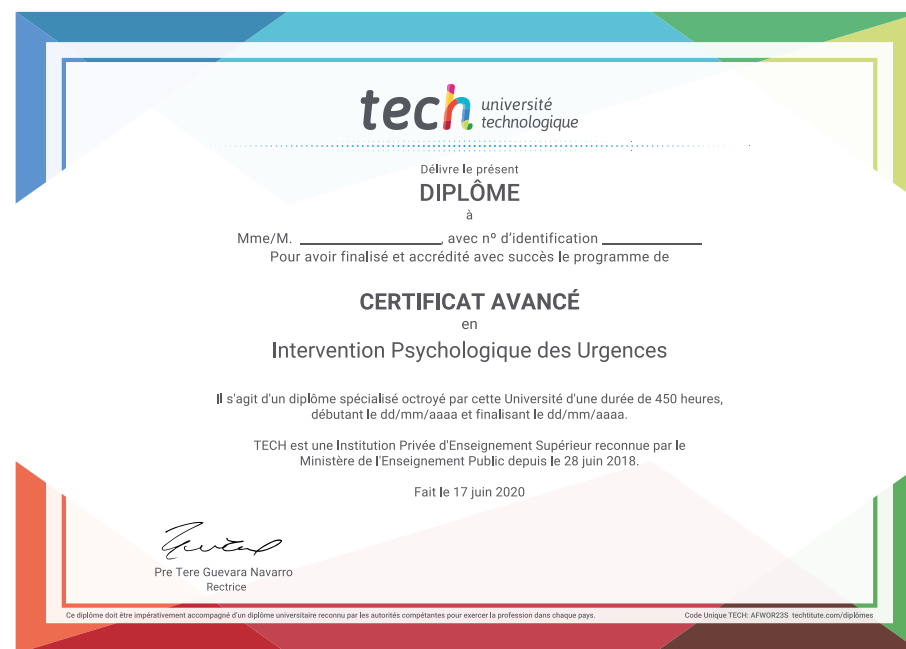 tech université
technologique
Délivre le présent
DIPLÔME
à
Mme/M. ____________________, avec nº d'identification ______________
Pour avoir finalisé et accrédité avec succès le programme de
CERTIFICAT AVANCÉ
en
Intervention Psychologique des Urgences
Il s'agit d'un diplôme spécialisé octroyé par cette Université d'une durée de 450 heures,
débutant le dd/mm/aaaa et finalisant le dd/mm/aaaa.
TECH est une Institution Privée d'Enseignement Supérieur reconnue par le
Ministère de l'Enseignement Public depuis le 28 juin 2018.
Fait le 17 juin 2020
Pre Tere Guevara Navarro
Rectrice
Ce diplôme doit être impérativement accompagné d'un diplôme universitaire reconnu par les autorités compétentes pour exercer la profession dans chaque pays.
Code Unique TECH: AFWOR23S techtitute.com/diplômes